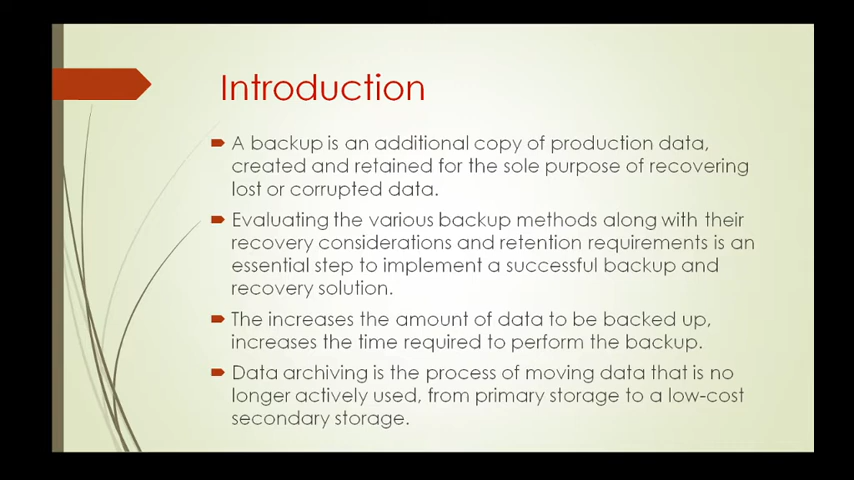 Introduction
A backup is an additional copy of production data,
created and retained for the sole purpose of recovering
lost or corrupted data.
Evaluating the various backup methods along with their
recovery considerations and retention requirements is an
essential step to implement a successful backup and
recovery solution.
The increases the amount of data to be backed up,
increases the time required to perform the backup.
Data archiving is the process of moving data that is no
longer actively used, from primary storage to a low-cost
secondary storage.